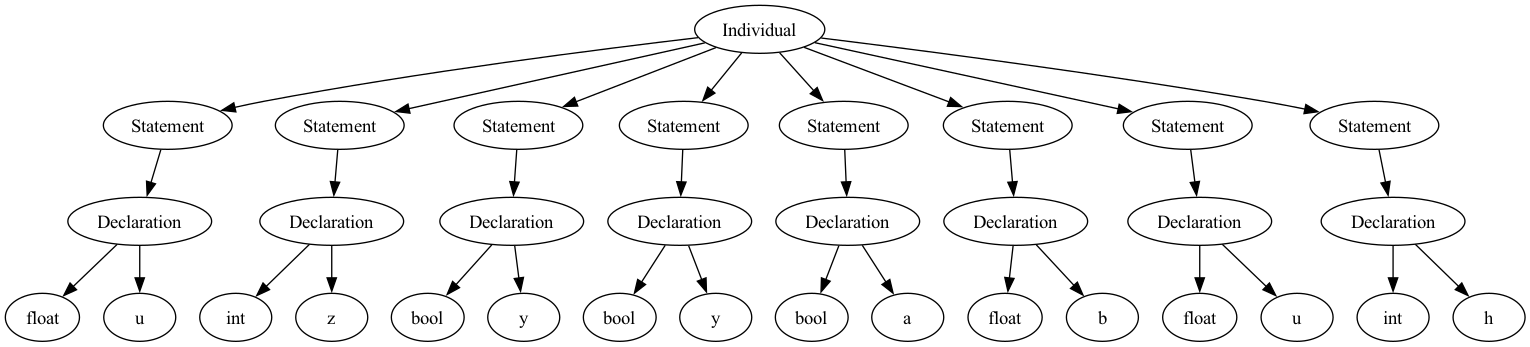 Individual
Statement Statement Statement Statement Statement Statement Statement Statement
Declaration Declaration Declaration Declaration Declaration Declaration Declaration Declaration
float u int z bool y bool y bool a float b float u int h